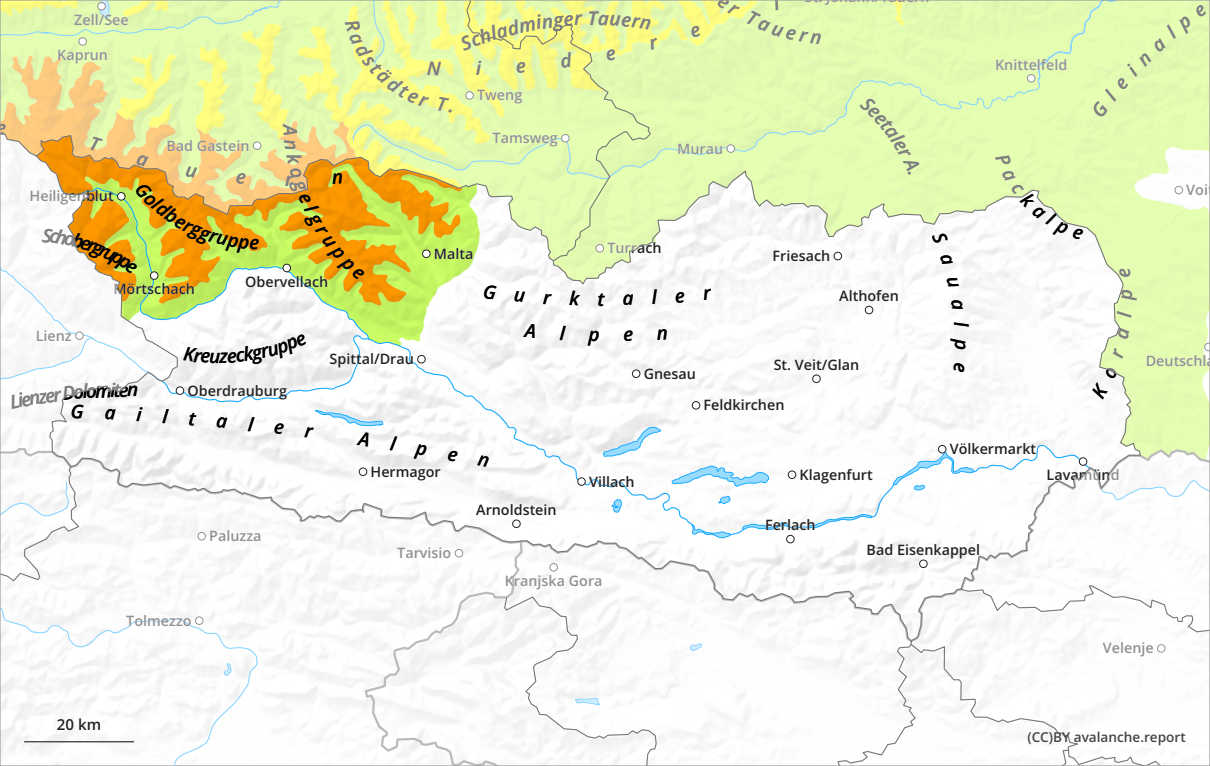 Zell/See
Kaprun
Schladminger Tauern
er Tauern
Radstädter T.
N i e d e r e
Gleinalpe
Knittelfeld
Tweng
Tamsweg
Seetaler A.
Murau
Bad Gastein
T a u e n
Ankogelgruppe
Packalpe
Voit
Heiligenblut
Goldberggruppe
Schobergruppe
Malta
Turrach
Friesach
Saualpe
Mörtschach
Obervellach
Gurktaler
Alpen
Althofen
Koralpe
Lienz
Kreuzeckgruppe
Spittal/Drau
Gnesau
St. Veit/Glan
Deutschla
Lienzer Dolomiten
Oberdrauburg
Feldkirchen
Gailtaler Alpen
Hermagor
Villach
Klagenfurt
Völkermarkt
Lavamünd
Arnoldstein
Ferlach
Paluzza
Tarvisio
Kranjska Gora
Bad Eisenkappel
Tolmezzo
Velenje
20 km
(CC)BY avalanche.report